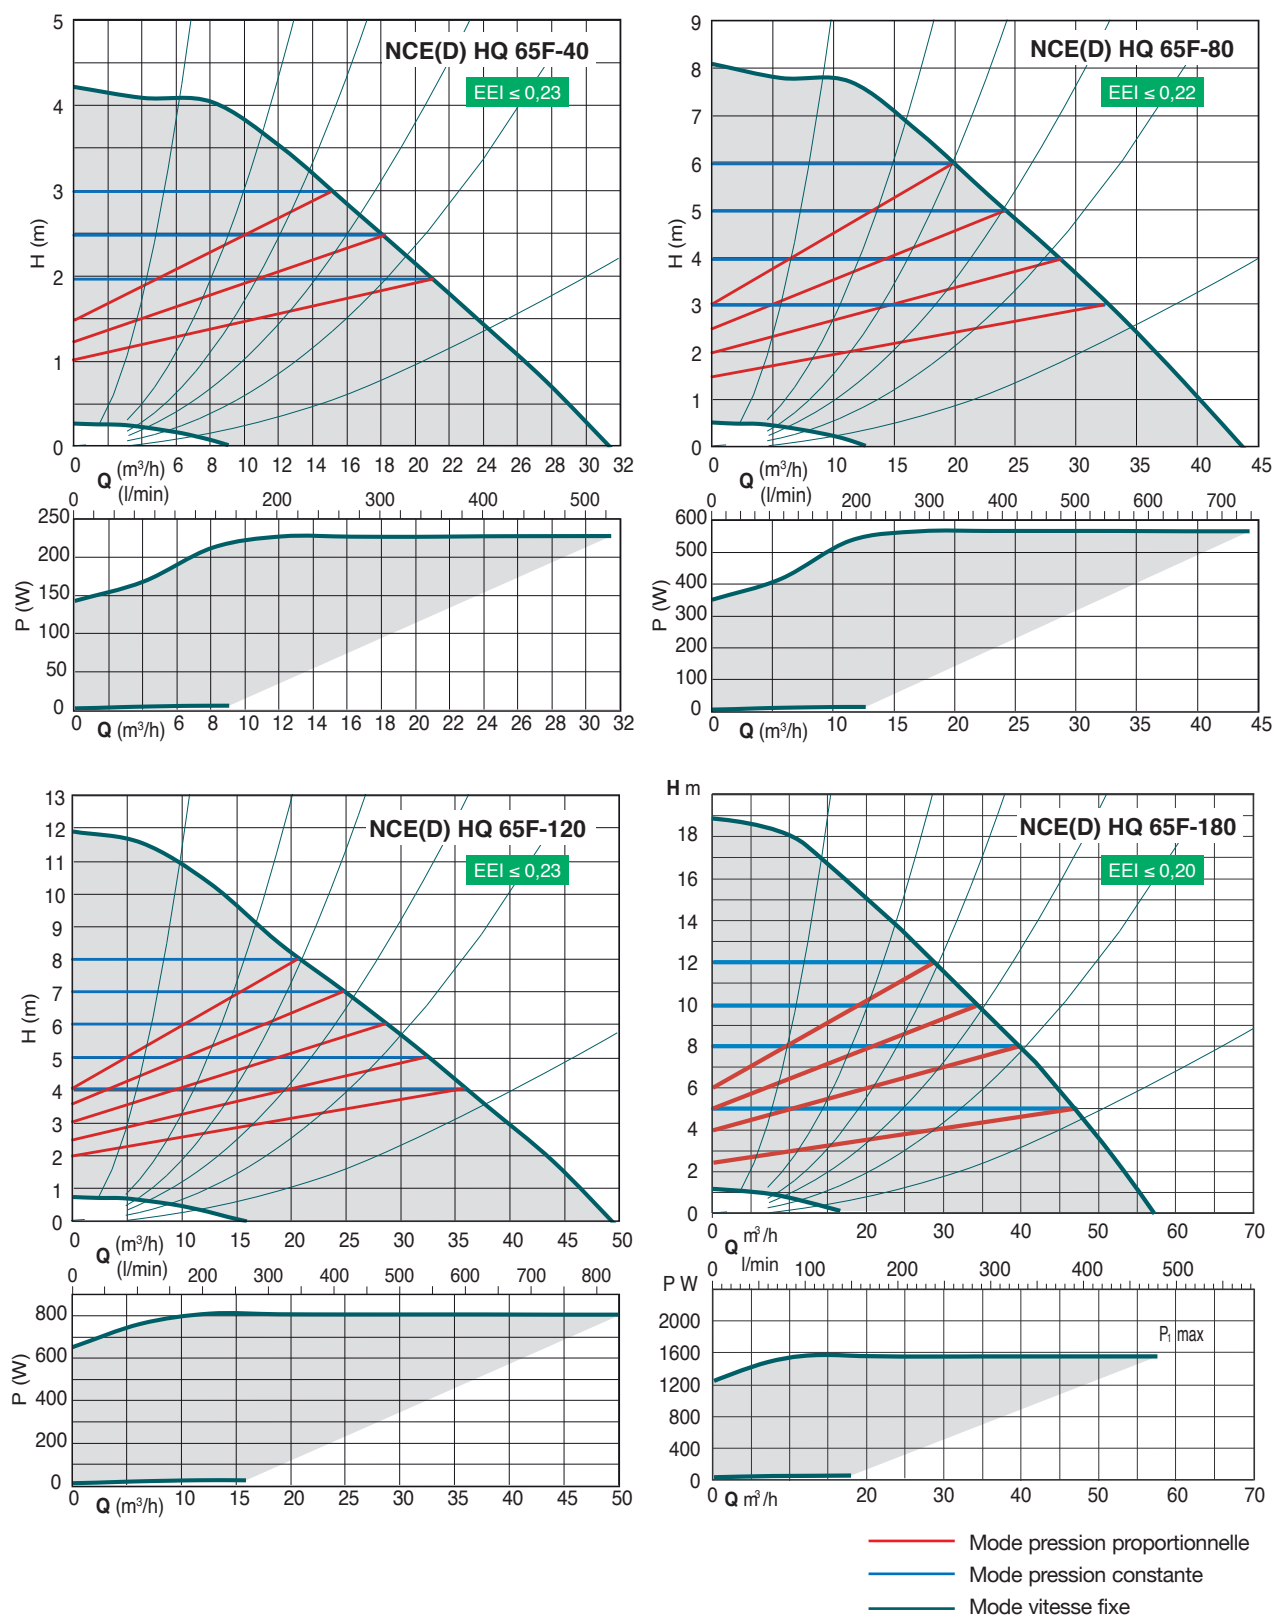 NCE(D) HQ 65F-40
EEI ≤ 0,23
5
4
3
2
1
0
H (m)
0 6 8 10 12 14 16 18 20 22 24 26 28 30 32
Q (m³/h)
(l/min)
0 200 300 400 500
250
200
150
100
50
0
P (W)
0 6 8 10 12 14 16 18 20 22 24 26 28 30 32
Q (m³/h)
NCE(D) HQ 65F-80
EEI ≤ 0,22
9
8
7
6
5
4
3
2
1
0
H (m)
0 10 15 20 25 30 35 40 45
Q (m³/h)
(l/min)
0 200 300 400 500 600 700
600
500
400
300
200
100
0
P (W)
0 10 15 20 25 30 35 40 45
Q (m³/h)
NCE(D) HQ 65F-120
EEI ≤ 0,23
13
12
11
10
9
8
7
6
5
4
3
2
1
0
H (m)
0 10 15 20 25 30 35 40 45 50
Q (m³/h)
(l/min)
0 200 300 400 500 600 700 800
800
600
400
200
0
P (W)
0 10 15 20 25 30 35 40 45 50
Q (m³/h)
H m
NCE(D) HQ 65F-180
EEI ≤ 0,20
18
16
14
12
10
8
6
4
2
0
0 20 30 40 50 60 70
Q m³/h
l/min
0 100 200 300 400 500
P W
2000
1600
1200
800
400
0
P₁ max
0 20 30 40 50 60 70
Q m³/h
Mode pression proportionnelle
Mode pression constante
Mode vitesse fixe